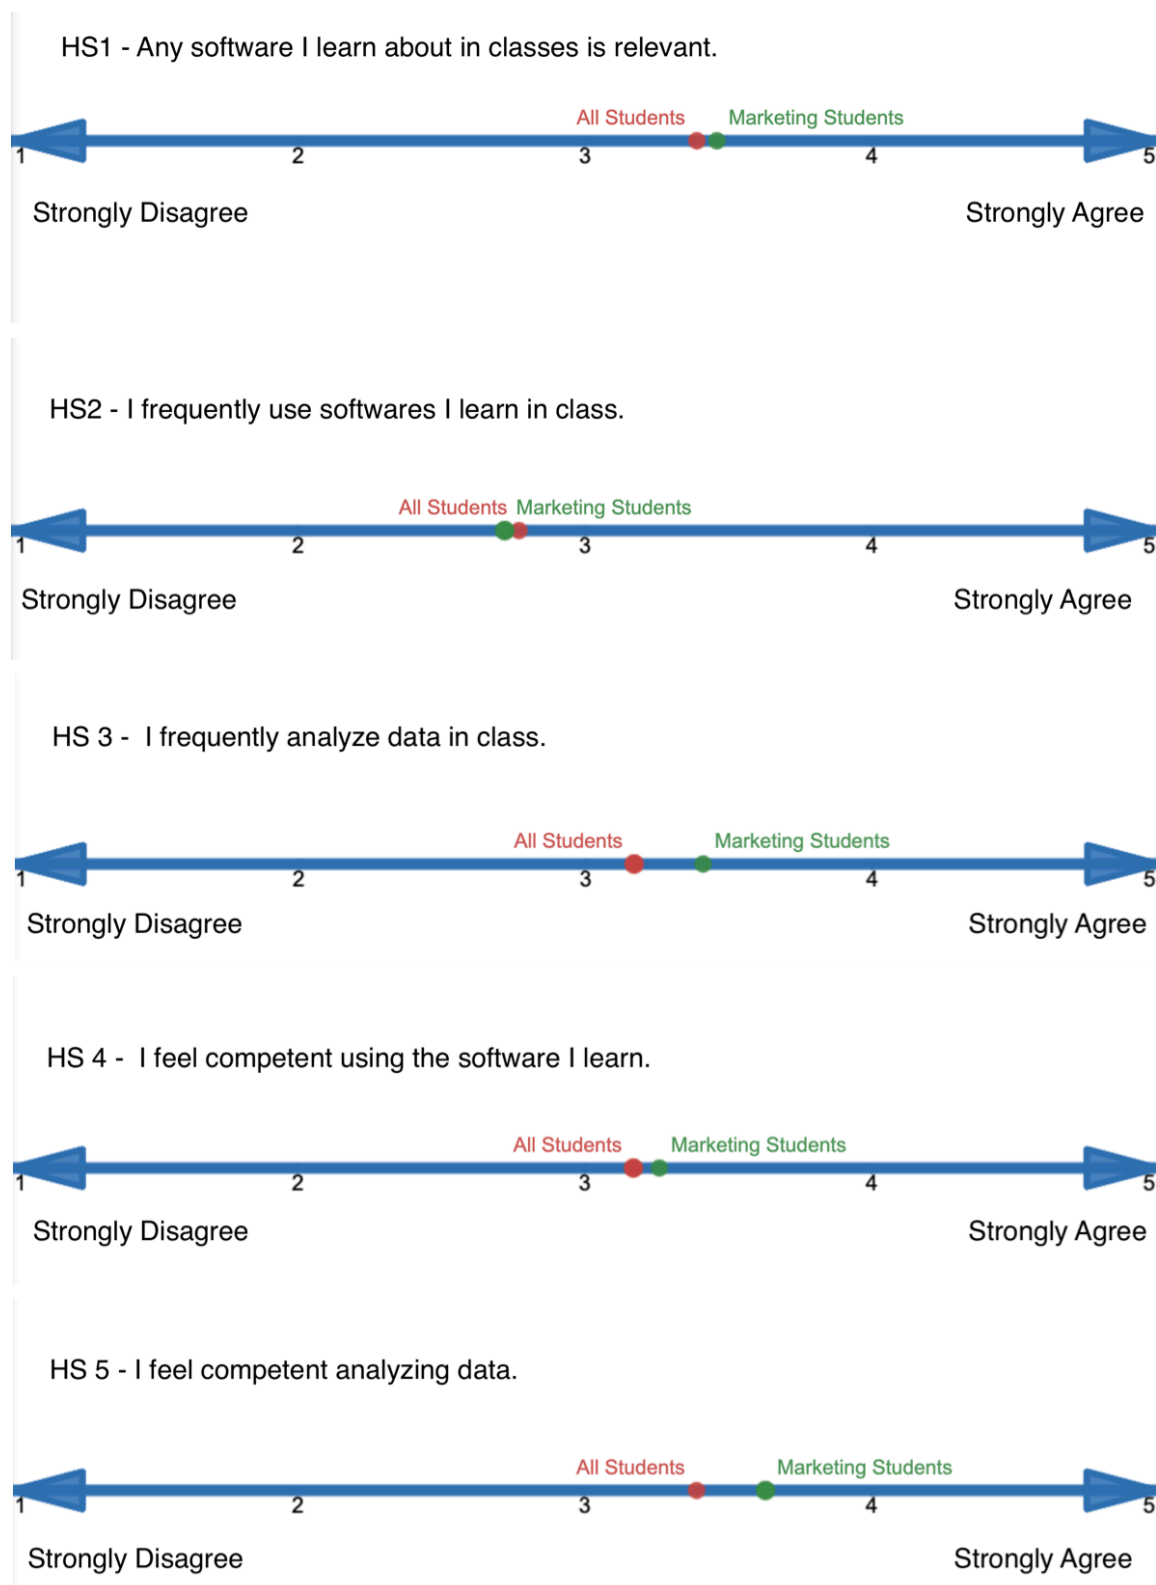 HS1 - Any software I learn about in classes is relevant.
All Students Marketing Students
1 2 3 4 5
Strongly Disagree Strongly Agree
HS2 - I frequently use softwares I learn in class.
All Students Marketing Students
1 2 3 4 5
Strongly Disagree Strongly Agree
HS 3 - I frequently analyze data in class.
All Students Marketing Students
1 2 3 4 5
Strongly Disagree Strongly Agree
HS 4 - I feel competent using the software I learn.
All Students Marketing Students
1 2 3 4 5
Strongly Disagree Strongly Agree
HS 5 - I feel competent analyzing data.
All Students Marketing Students
1 2 3 4 5
Strongly Disagree Strongly Agree